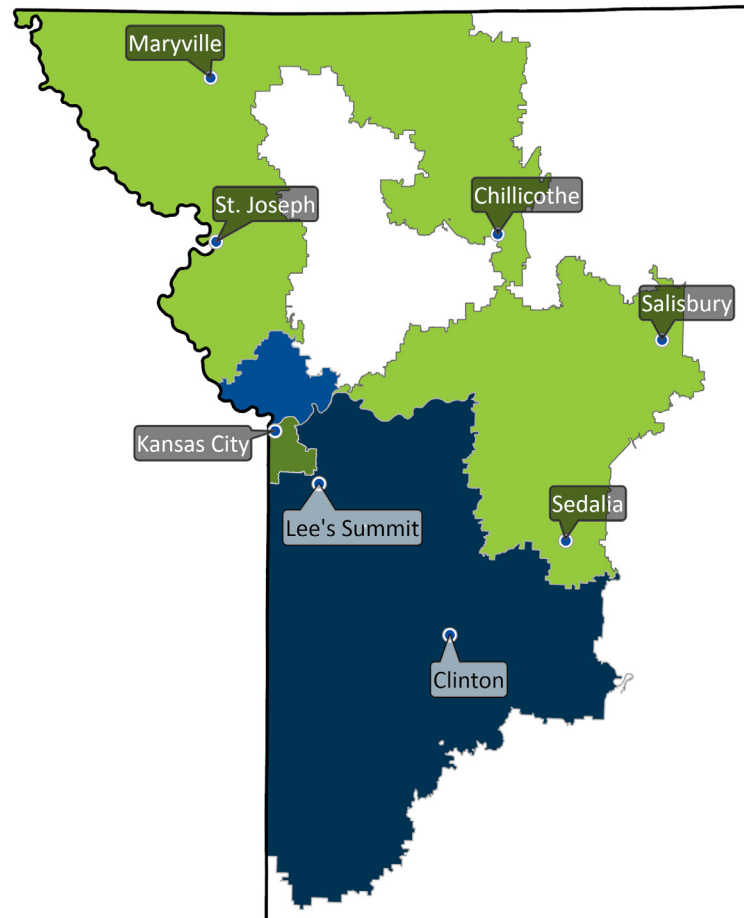 Maryville
St. Joseph
Chillicothe
Salisbury
Kansas City
Lee's Summit
Sedalia
Clinton